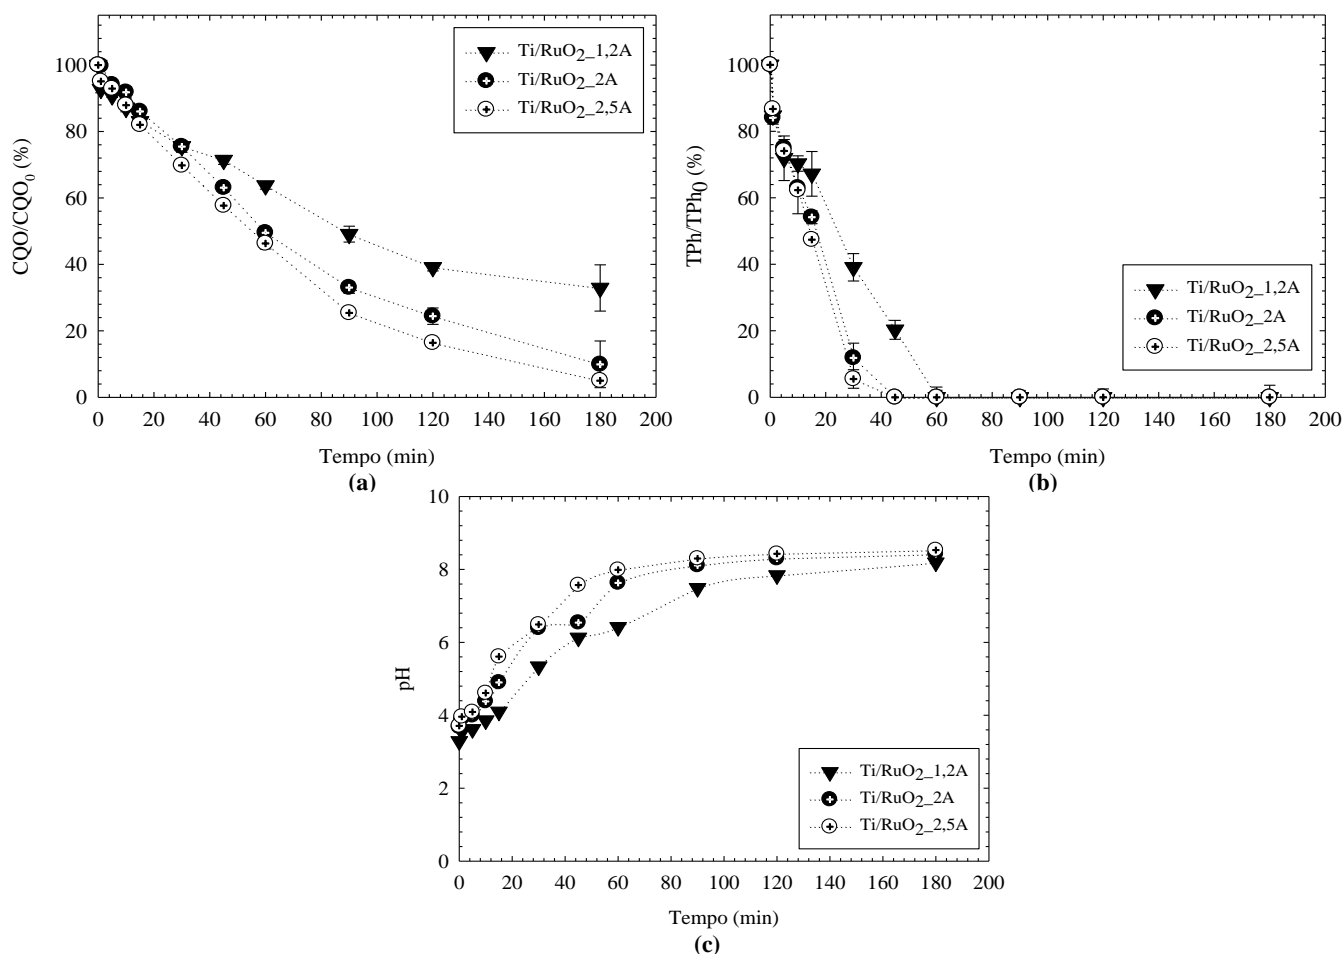 Ti/RuO2_1,2A
Ti/RuO2_2A
Ti/RuO2_2,5A
CQO/CQO0 (%)
100
80
60
40
20
0
0 20 40 60 80 100 120 140 160 180 200
Tempo (min)
(a)
TPh/TPh0 (%)
100
80
60
40
20
0
Ti/RuO2_1,2A
Ti/RuO2_2A
Ti/RuO2_2,5A
0 20 40 60 80 100 120 140 160 180 200
Tempo (min)
(b)
pH
10
8
6
4
2
0
Ti/RuO2_1,2A
Ti/RuO2_2A
Ti/RuO2_2,5A
0 20 40 60 80 100 120 140 160 180 200
Tempo (min)
(c)